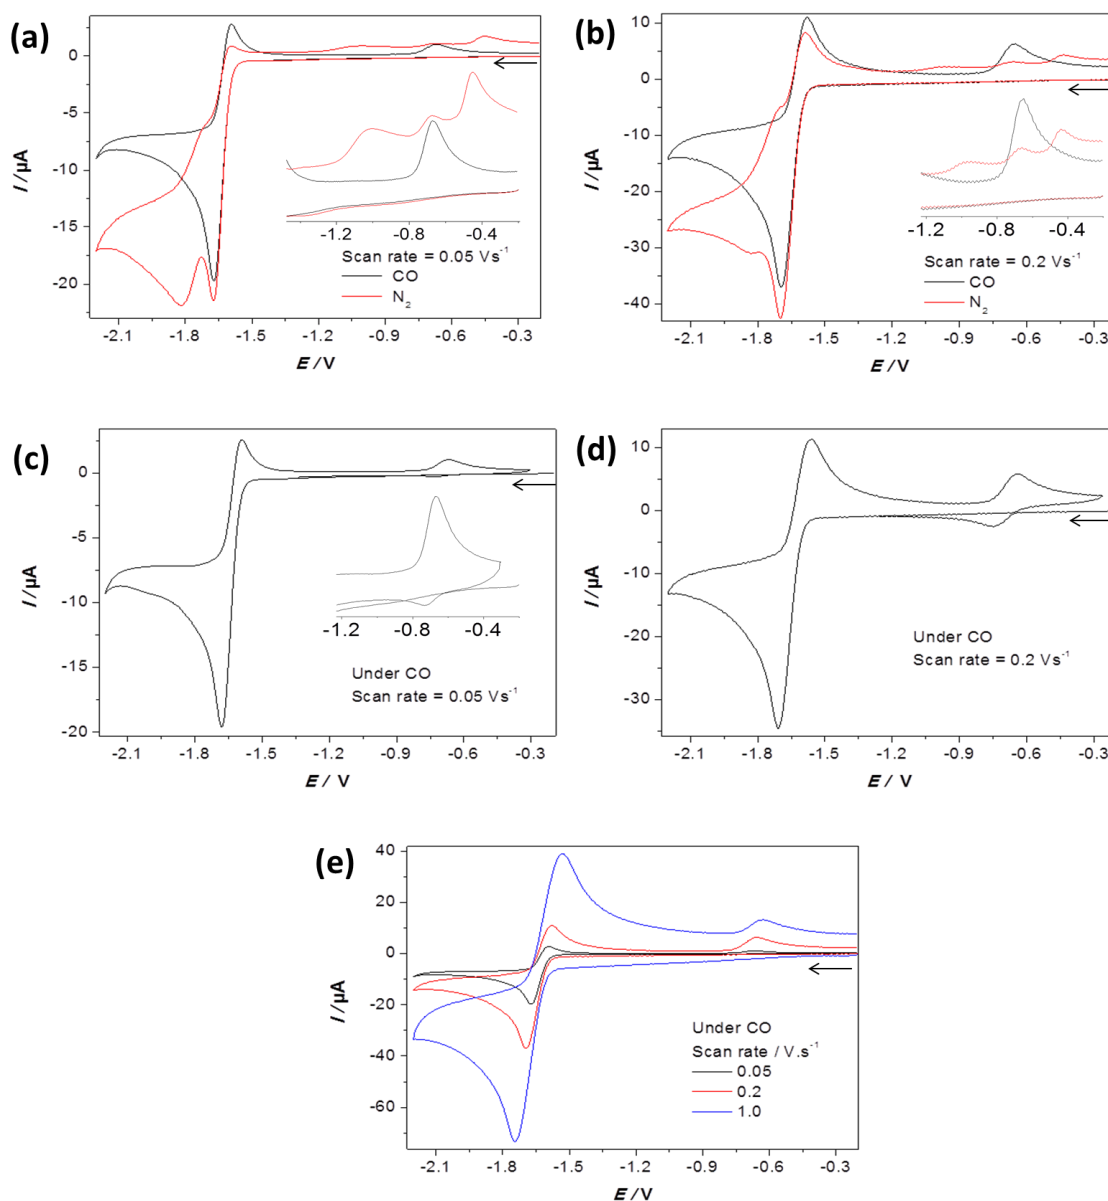 (a)
0
-5
-10
-15
-20
I / µA
-1.2 -0.8 -0.4
Scan rate = 0.05 Vs-1
CO
N2
-2.1 -1.8 -1.5 -1.2 -0.9 -0.6 -0.3
E / V
(b)
10
0
-10
-20
-30
-40
I / µA
-1.2 -0.9 -0.6 -0.3
Scan rate = 0.2 Vs-1
CO
N2
-2.1 -1.8 -1.5 -1.2 -0.9 -0.6 -0.3
E / V
(c)
0
-5
-10
-15
-20
I / µA
-1.2 -0.8 -0.4
Under CO
Scan rate = 0.05 Vs-1
-2.1 -1.8 -1.5 -1.2 -0.9 -0.6 -0.3
E / V
(d)
10
0
-10
-20
-30
I / µA
Under CO
Scan rate = 0.2 Vs-1
-2.1 -1.8 -1.5 -1.2 -0.9 -0.6 -0.3
E / V
(e)
40
20
0
-20
-40
-60
I / µA
Under CO
Scan rate / V.s-1
0.05
0.2
1.0
-2.1 -1.8 -1.5 -1.2 -0.9 -0.6 -0.3
E / V